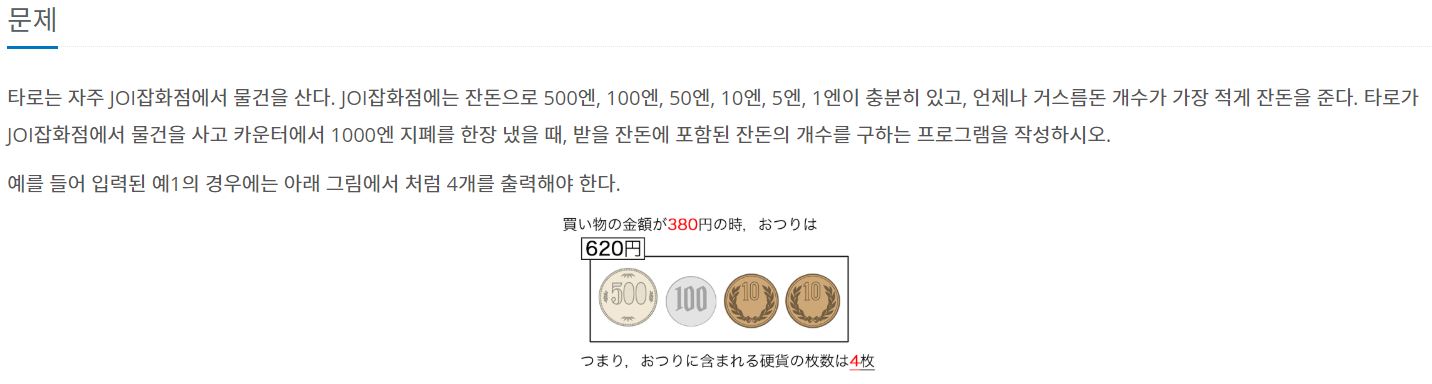 문제
타로는 자주 JOI잡화점에서 물건을 산다. JOI잡화점에는 잔돈으로 500엔, 100엔, 50엔, 10엔, 5엔, 1엔이 충분히 있고, 언제나 거스름돈 개수가 가장 적게 잔돈을 준다. 타로가
JOI잡화점에서 물건을 사고 카운터에서 1000엔 지폐를 한장 냈을 때, 받을 잔돈에 포함된 잔돈의 개수를 구하는 프로그램을 작성하시오.
예를 들어 입력된 예1의 경우에는 아래 그림에서 처럼 4개를 출력해야 한다.
買い物の金額が380円の時，おつりは
620円
500 100 10 10
つまり，おつりに含まれる硬貨の枚数は4枚